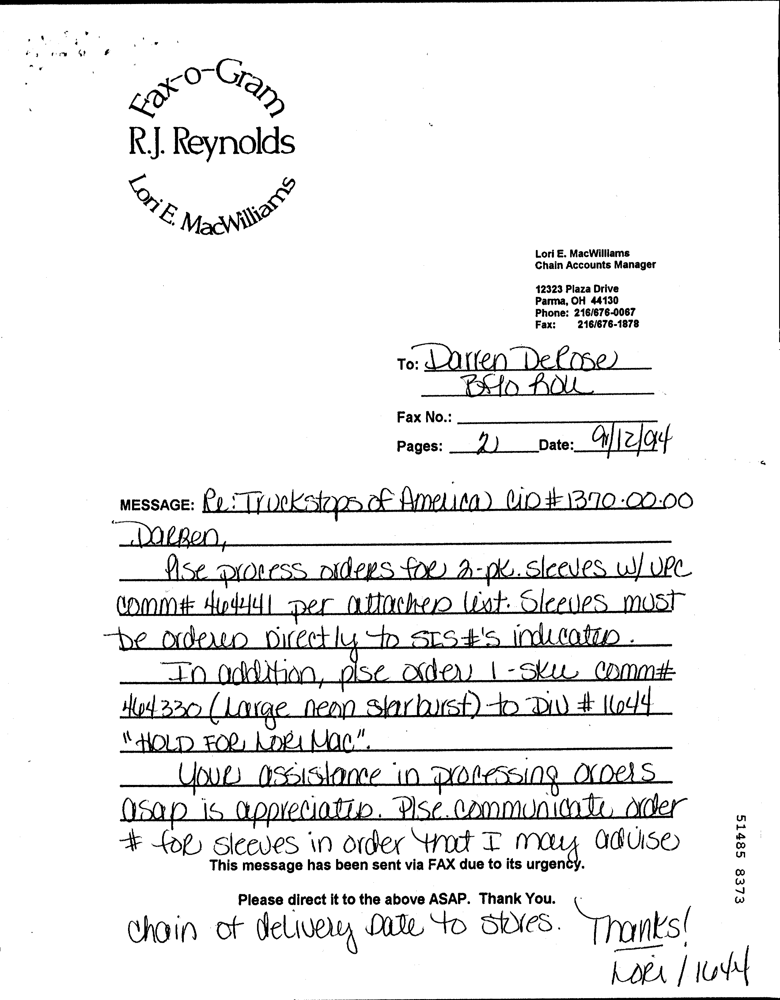 Fax-o-Gram
R.J. Reynolds
Lori E. MacWilliams
Lori E. MacWilliams
Chain Accounts Manager
12323 Plaza Drive
Parma, OH 44130
Phone: 216/676-0067
Fax: 216/676-1878
To: Darren DeRose
Bflo ROU
Fax No.:
Pages: 2 Date: 9/12/94
MESSAGE: Re: Truckstops of America CID# 1370-00-00
Darren,
Plse process orders for 2-pk. sleeves w/ UPC
comm# 464441 per attached list. Sleeves must
be ordered directly to SIS #'s indicated.
In addition, plse order 1-sku comm#
464330 (Large neon starburst) to Div # 1644
"HOLD FOR LORI Mac".
Your assistance in processing orders
asap is appreciated. Plse. communicate order
# for sleeves in order that I may advise
This message has been sent via FAX due to its urgency.
Please direct it to the above ASAP. Thank You.
chain of delivery date to stores. Thanks!
Lori / 1644
51485 8373